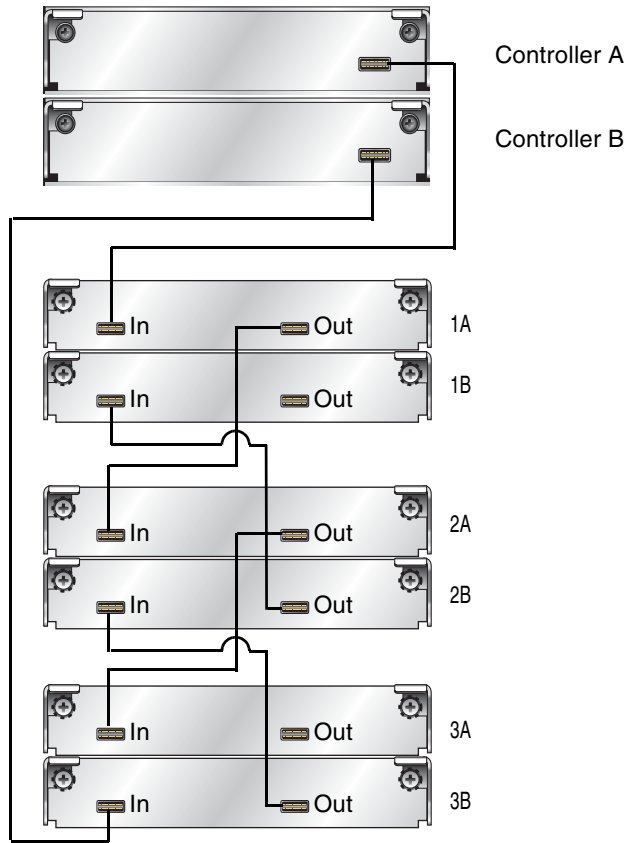 Controller A
Controller B
In Out 1A
In Out 1B
In Out 2A
In Out 2B
In Out 3A
In Out 3B